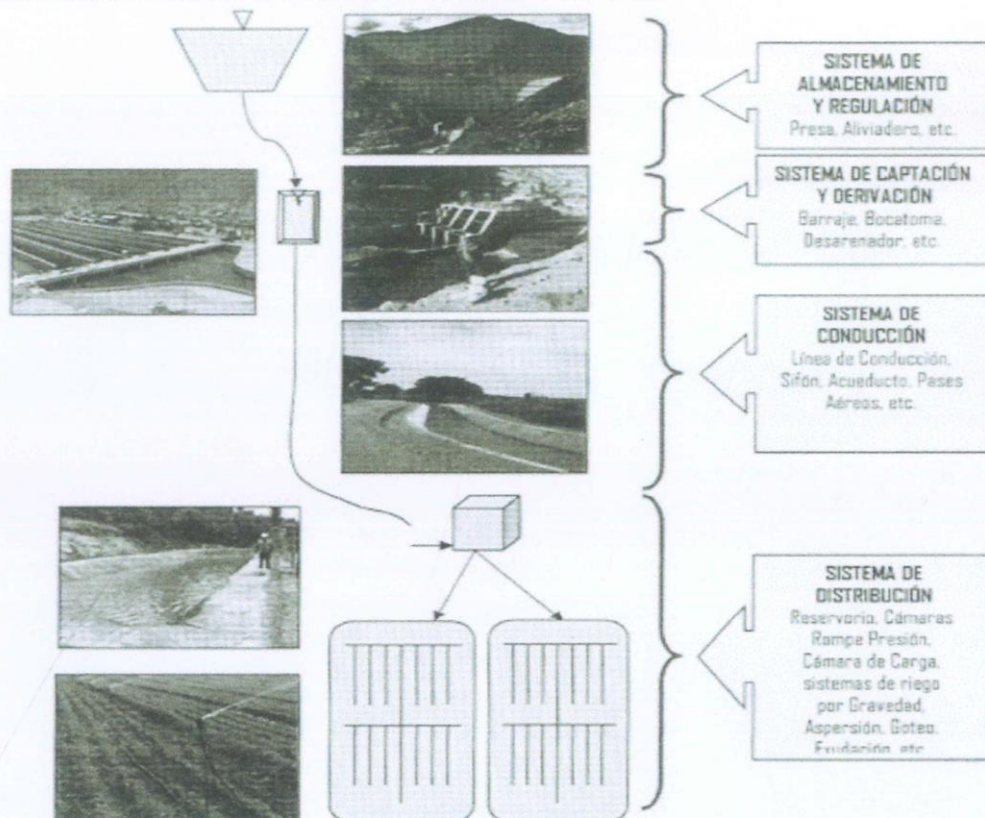 SISTEMA DE
ALMACENAMIENTO
Y REGULACIÓN
Presa, Aliviadero, etc.
SISTEMA DE CAPTACIÓN
Y DERIVACIÓN
Barraje, Bocatoma,
Desarenador, etc.
SISTEMA DE
CONDUCCIÓN
Línea de Conducción,
Sifón, Acueducto, Pases
Aéreos, etc.
SISTEMA DE
DISTRIBUCIÓN
Reservorio, Cámaras
Rompe Presión,
Cámara de Carga,
sistemas de riego
por Gravedad,
Aspersión, Goteo,
Exudación, etc